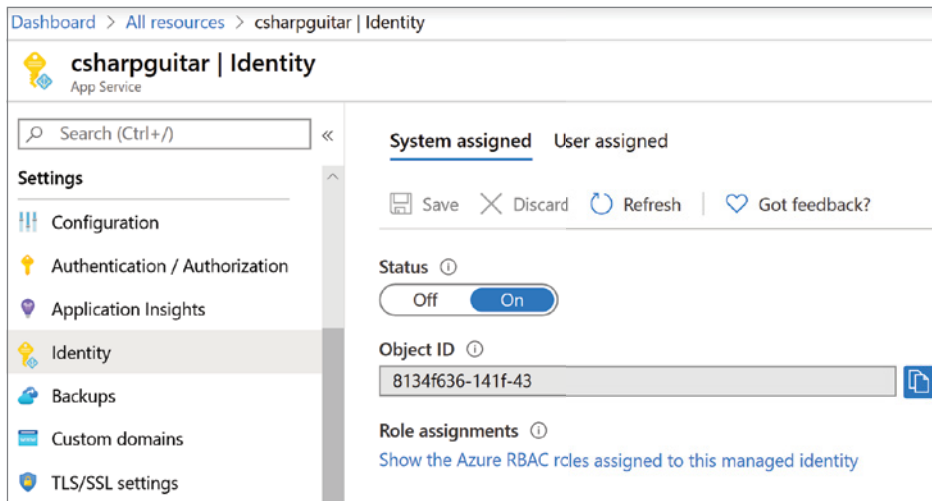 Dashboard > All resources > csharpguitar | Identity
csharpguitar | Identity
App Service
Search (Ctrl+/)
«
Settings
Configuration
Authentication / Authorization
Application Insights
Identity
Backups
Custom domains
TLS/SSL settings
System assigned User assigned
Save Discard Refresh Got feedback?
Status
Off On
Object ID
8134f636-141f-43
Role assignments
Show the Azure RBAC roles assigned to this managed identity